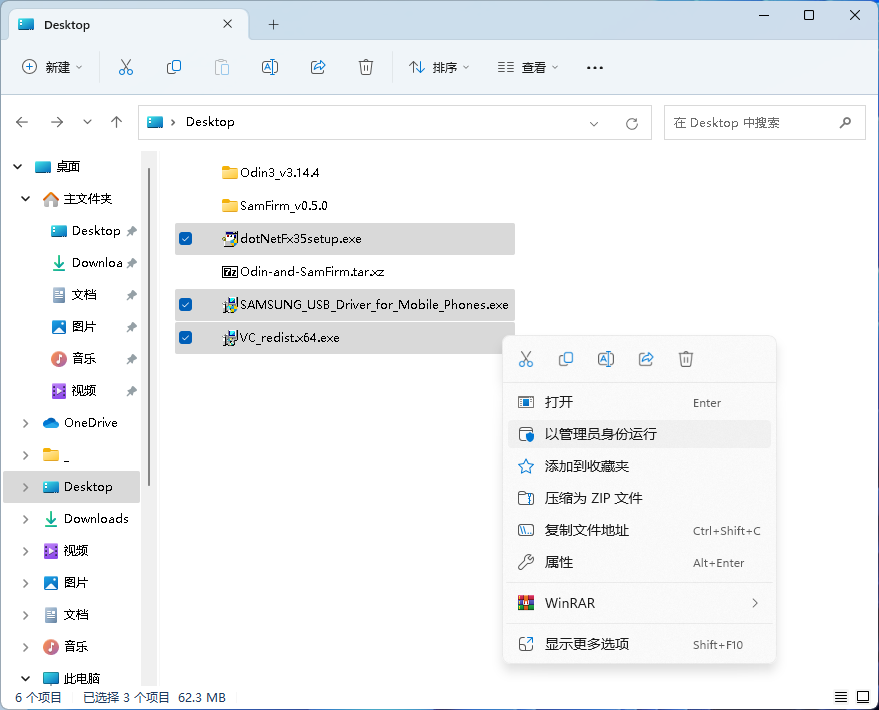 Desktop
新建
排序
查看
Desktop
在 Desktop 中搜索
桌面
主文件夹
Desktop
Downloa
文档
图片
音乐
视频
OneDrive
_
Desktop
Downloads
视频
图片
文档
音乐
此电脑
Odin3_v3.14.4
SamFirm_v0.5.0
dotNetFx35setup.exe
Odin-and-SamFirm.tar.xz
SAMSUNG_USB_Driver_for_Mobile_Phones.exe
VC_redist.x64.exe
打开 Enter
以管理员身份运行
添加到收藏夹
压缩为 ZIP 文件
复制文件地址 Ctrl+Shift+C
属性 Alt+Enter
WinRAR
显示更多选项 Shift+F10
6 个项目 已选择 3 个项目 62.3 MB